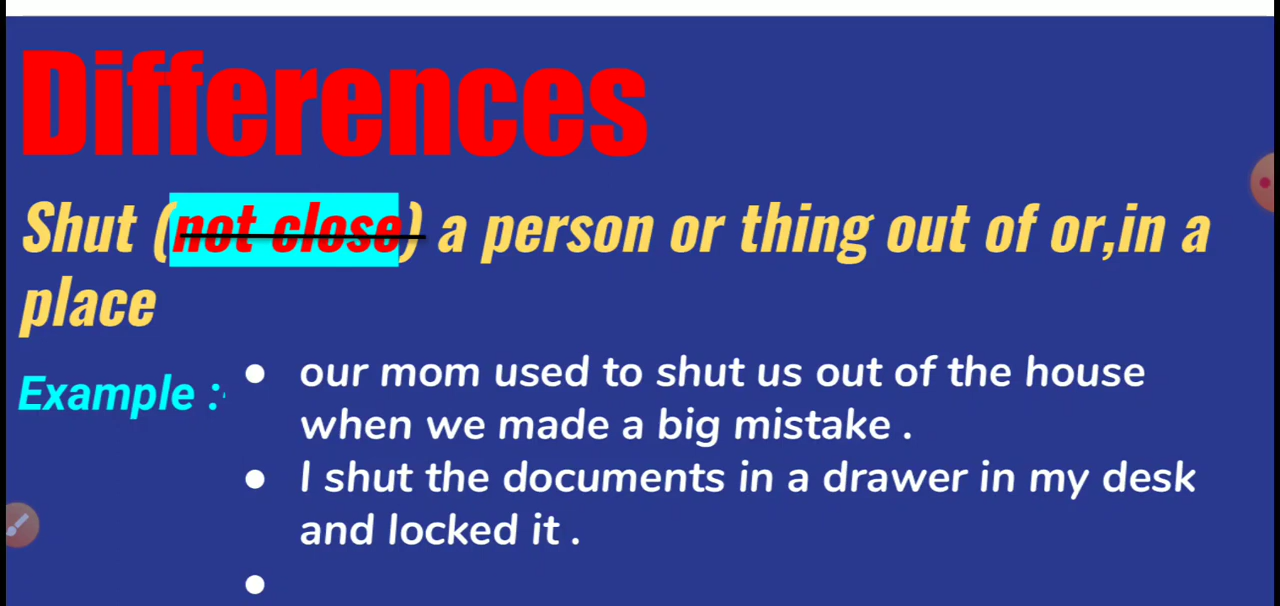 Differences
Shut (not close) a person or thing out of or,in a
place
Example :
• our mom used to shut us out of the house
when we made a big mistake .
• I shut the documents in a drawer in my desk
and locked it .
•